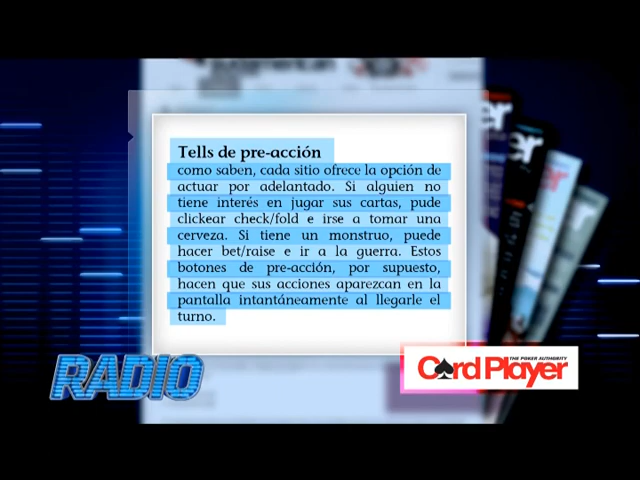 Tells de pre-acción
como saben, cada sitio ofrece la opción de
actuar por adelantado. Si alguien no
tiene interés en jugar sus cartas, pude
clickear check/fold e irse a tomar una
cerveza. Si tiene un monstruo, puede
hacer bet/raise e ir a la guerra. Estos
botones de pre-acción, por supuesto,
hacen que sus acciones aparezcan en la
pantalla intantáneamente al llegarle el
turno.
RADIO
THE POKER AUTHORITY
Card Player